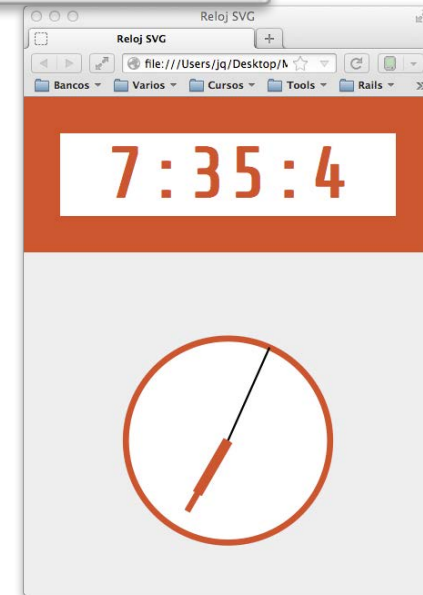 Reloj SVG
Reloj SVG
file:///Users/jq/Desktop/M
Bancos Varios Cursos Tools Rails
7:35:4